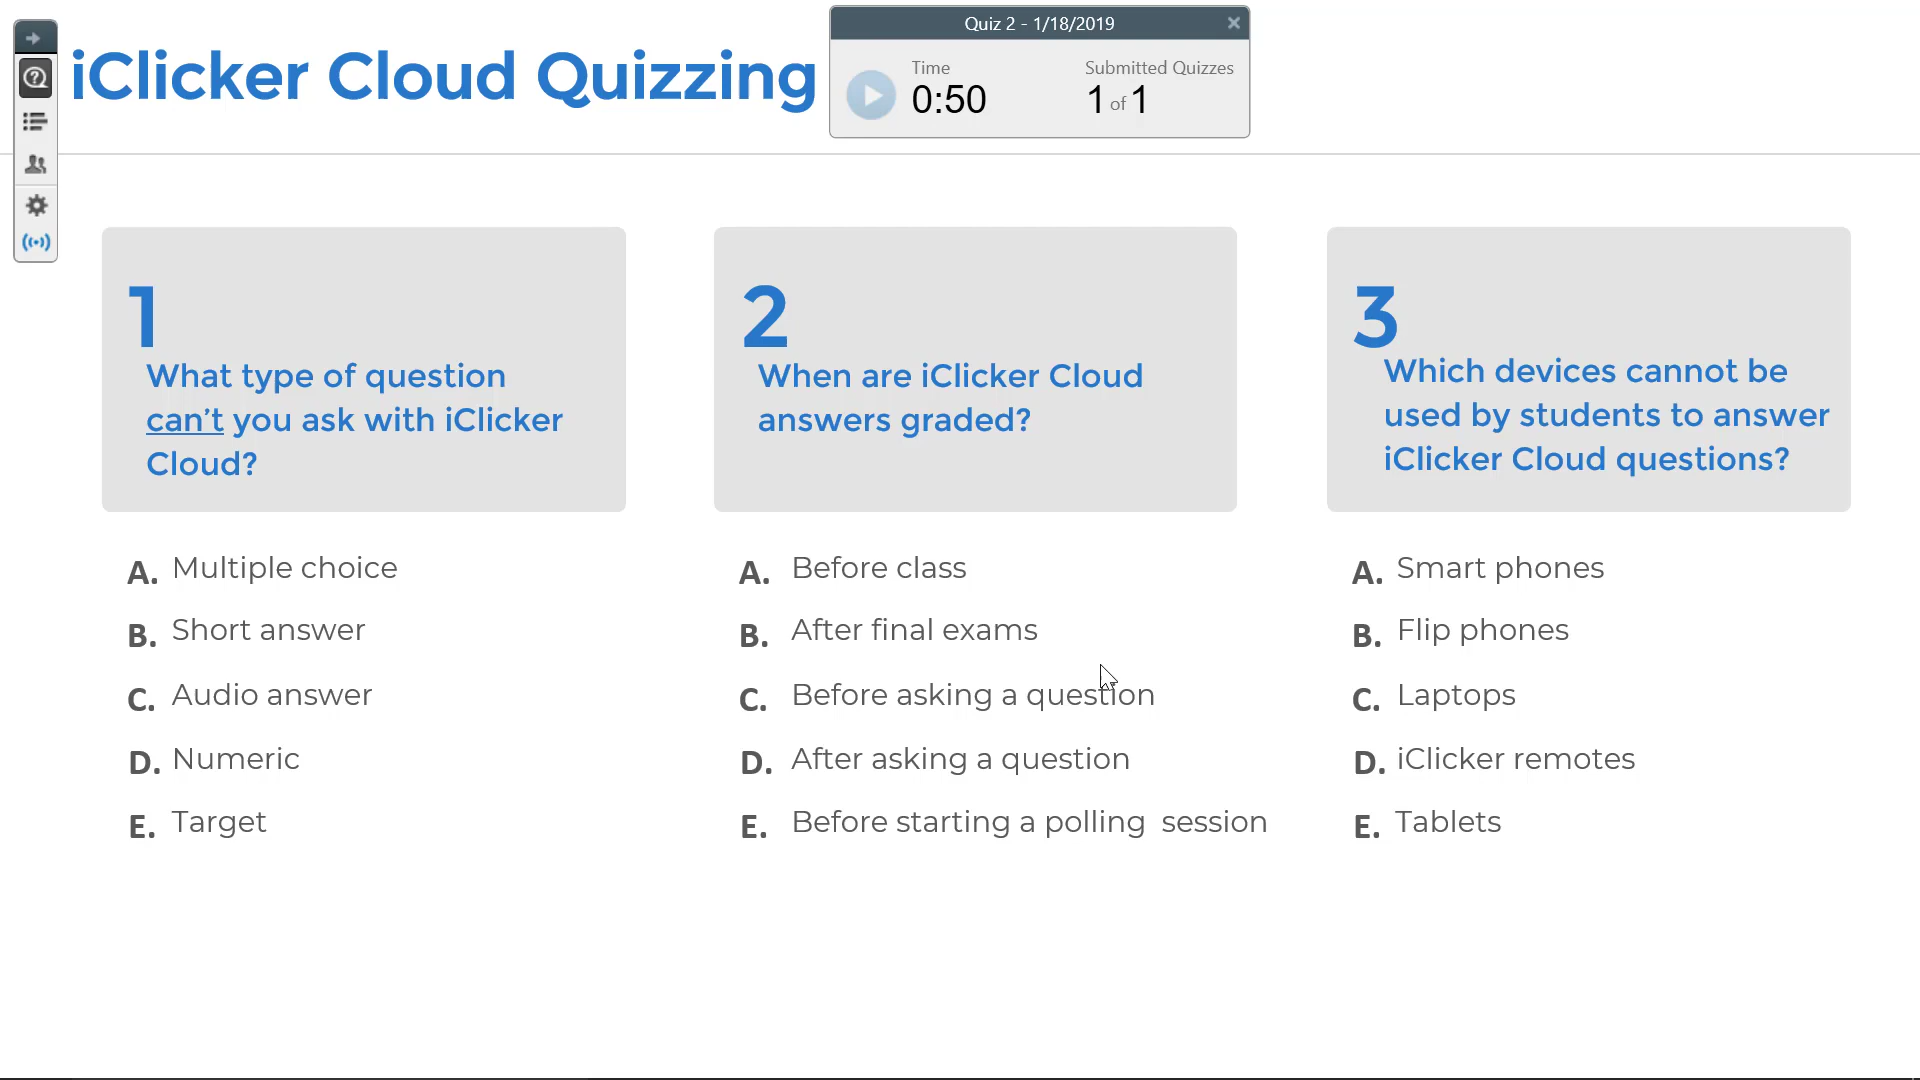 iClicker Cloud Quizzing
Quiz 2 - 1/18/2019
Time
0:50
Submitted Quizzes
1 of 1
1
What type of question
can’t you ask with iClicker
Cloud?
A. Multiple choice
B. Short answer
C. Audio answer
D. Numeric
E. Target
2
When are iClicker Cloud
answers graded?
A. Before class
B. After final exams
C. Before asking a question
D. After asking a question
E. Before starting a polling session
3
Which devices cannot be
used by students to answer
iClicker Cloud questions?
A. Smart phones
B. Flip phones
C. Laptops
D. iClicker remotes
E. Tablets